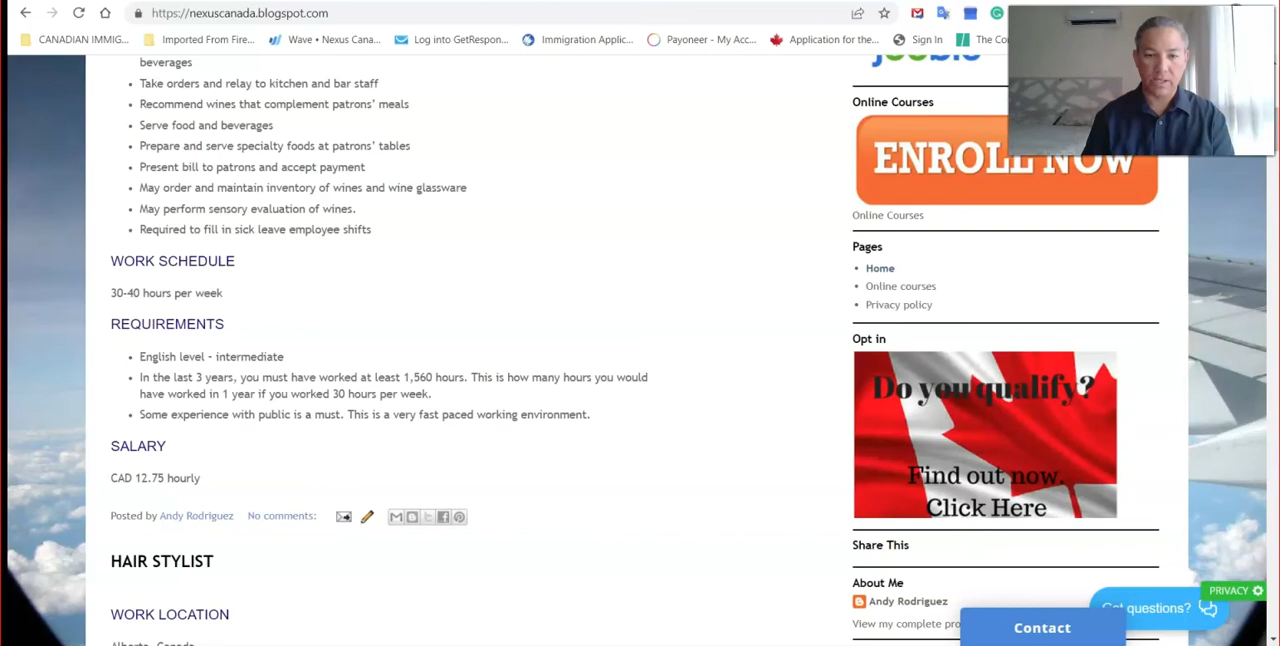 https://nexuscanada.blogspot.com
CANADIAN IMMIG... Imported From Fire... Wave • Nexus Cana... Log into GetRespon... Immigration Applic... Payoneer - My Acc... Application for the... Sign In The Co
beverages
Take orders and relay to kitchen and bar staff
Recommend wines that complement patrons' meals
Serve food and beverages
Prepare and serve specialty foods at patrons' tables
Present bill to patrons and accept payment
May order and maintain inventory of wines and wine glassware
May perform sensory evaluation of wines.
Required to fill in sick leave employee shifts
WORK SCHEDULE
30-40 hours per week
REQUIREMENTS
English level – intermediate
In the last 3 years, you must have worked at least 1,560 hours. This is how many hours you would
have worked in 1 year if you worked 30 hours per week.
Some experience with public is a must. This is a very fast paced working environment.
SALARY
CAD 12.75 hourly
Posted by Andy Rodriguez No comments:
HAIR STYLIST
WORK LOCATION
Online Courses
ENROLL NOW
Online Courses
Pages
Home
Online courses
Privacy policy
Opt in
Do you qualify?
Find out now.
Click Here
Share This
About Me
Andy Rodriguez
View my complete pro
PRIVACY
Got questions?
Contact